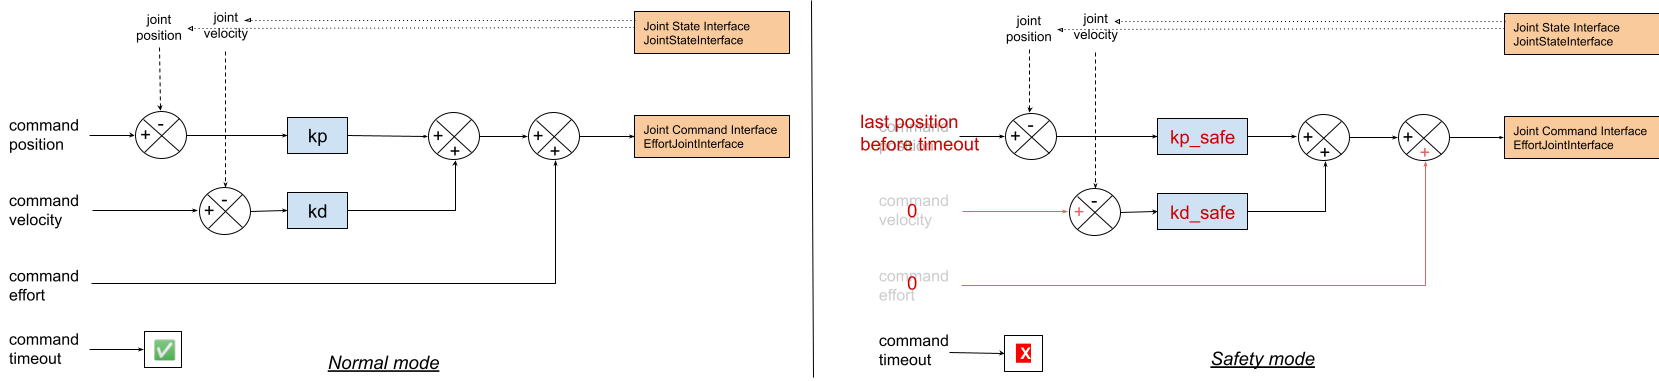 joint
position
joint
velocity
Joint State Interface
JointStateInterface
command
position
-
+
kp
+
+
+
+
Joint Command Interface
EffortJointInterface
command
velocity
-
+
kd
command
effort
command
timeout
Normal mode
joint
position
joint
velocity
Joint State Interface
JointStateInterface
command
position
last position
before timeout
-
+
kp_safe
+
+
+
+
Joint Command Interface
EffortJointInterface
command
velocity
0
-
+
kd_safe
command
effort
0
command
timeout
X
Safety mode